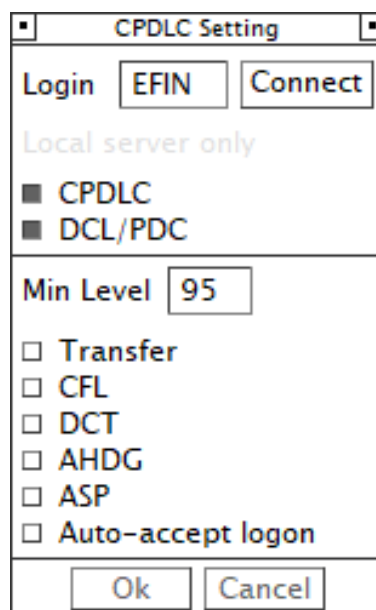 CPDLC Setting
Login EFIN Connect
Local server only
CPDLC
DCL/PDC
Min Level 95
Transfer
CFL
DCT
AHDG
ASP
Auto-accept logon
Ok Cancel